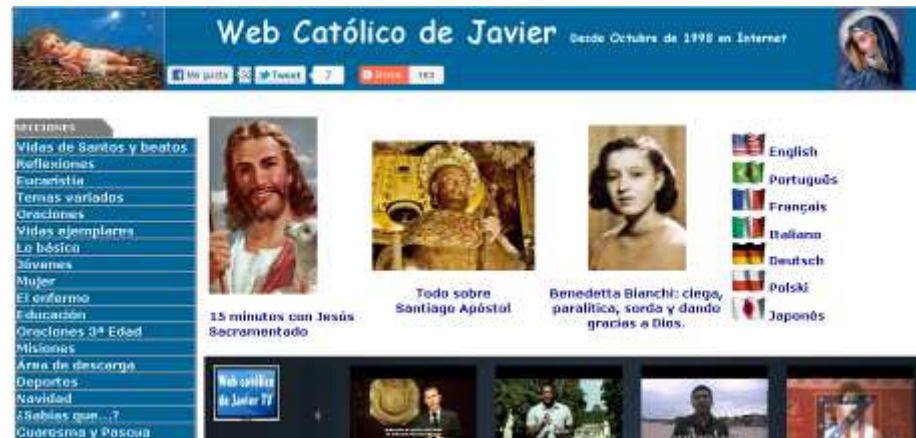 Web Católico de Javier
Desde Octubre de 1998 en Internet
Me gusta
Tweet
7
Share
163
SECCIONES
Vidas de Santos y beatos
Reflexiones
Eucaristía
Temas variados
Oraciones
Vidas ejemplares
Lo básico
Jóvenes
Mujer
El enfermo
Educación
Oraciones 3ª Edad
Misiones
Área de descarga
Deportes
Navidad
¿Sabías que...?
Cuaresma y Pascua
15 minutos con Jesús
Sacramentado
Todo sobre
Santiago Apóstol
Benedetta Bianchi: ciega,
paralítica, sorda y dando
gracias a Dios.
English
Português
Français
Italiano
Deutsch
Polski
Japonês
Web católico
de Javier TV